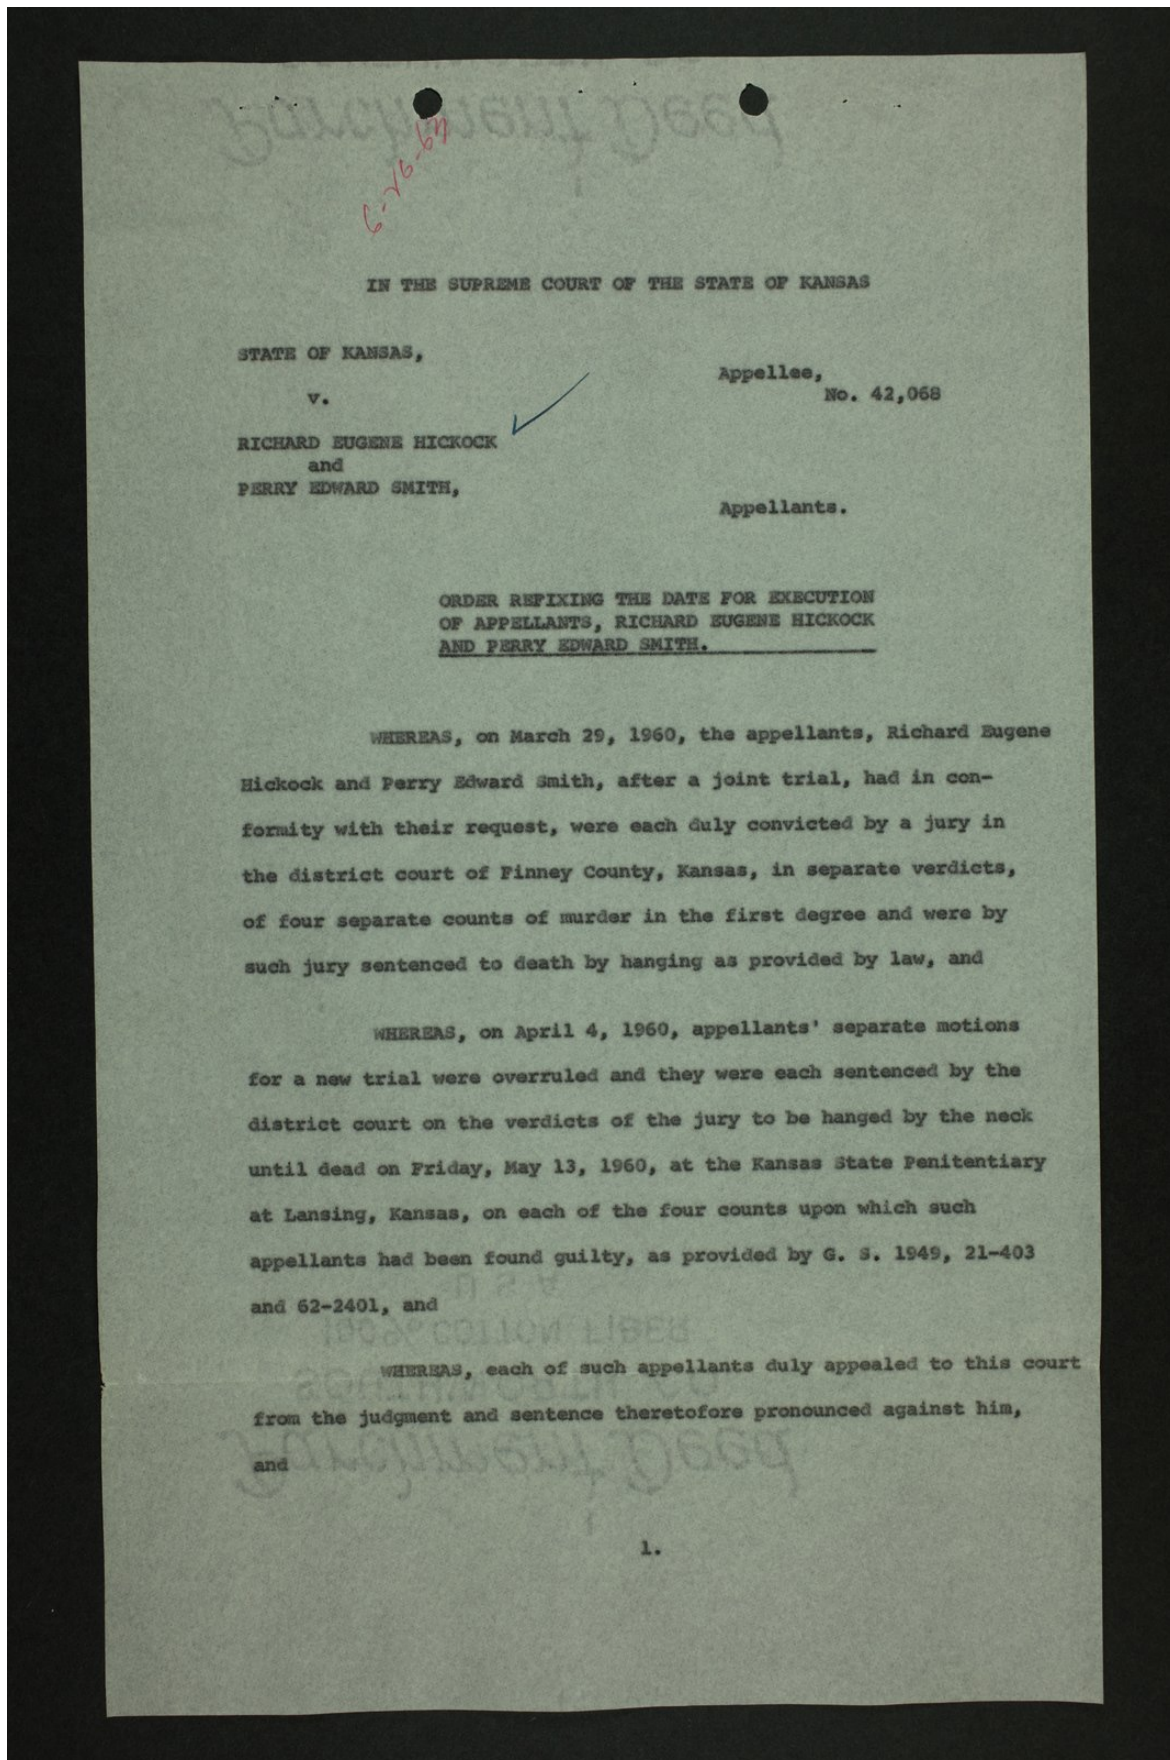 6-26-62
IN THE SUPREME COURT OF THE STATE OF KANSAS
STATE OF KANSAS,
Appellee,
No. 42,068
v.
RICHARD EUGENE HICKOCK
and
PERRY EDWARD SMITH,
Appellants.
ORDER REFIXING THE DATE FOR EXECUTION
OF APPELLANTS, RICHARD EUGENE HICKOCK
AND PERRY EDWARD SMITH.
WHEREAS, on March 29, 1960, the appellants, Richard Eugene
Hickock and Perry Edward Smith, after a joint trial, had in con-
formity with their request, were each duly convicted by a jury in
the district court of Finney County, Kansas, in separate verdicts,
of four separate counts of murder in the first degree and were by
such jury sentenced to death by hanging as provided by law, and
WHEREAS, on April 4, 1960, appellants' separate motions
for a new trial were overruled and they were each sentenced by the
district court on the verdicts of the jury to be hanged by the neck
until dead on Friday, May 13, 1960, at the Kansas State Penitentiary
at Lansing, Kansas, on each of the four counts upon which such
appellants had been found guilty, as provided by G. S. 1949, 21-403
and 62-2401, and
WHEREAS, each of such appellants duly appealed to this court
from the judgment and sentence theretofore pronounced against him,
and
1.